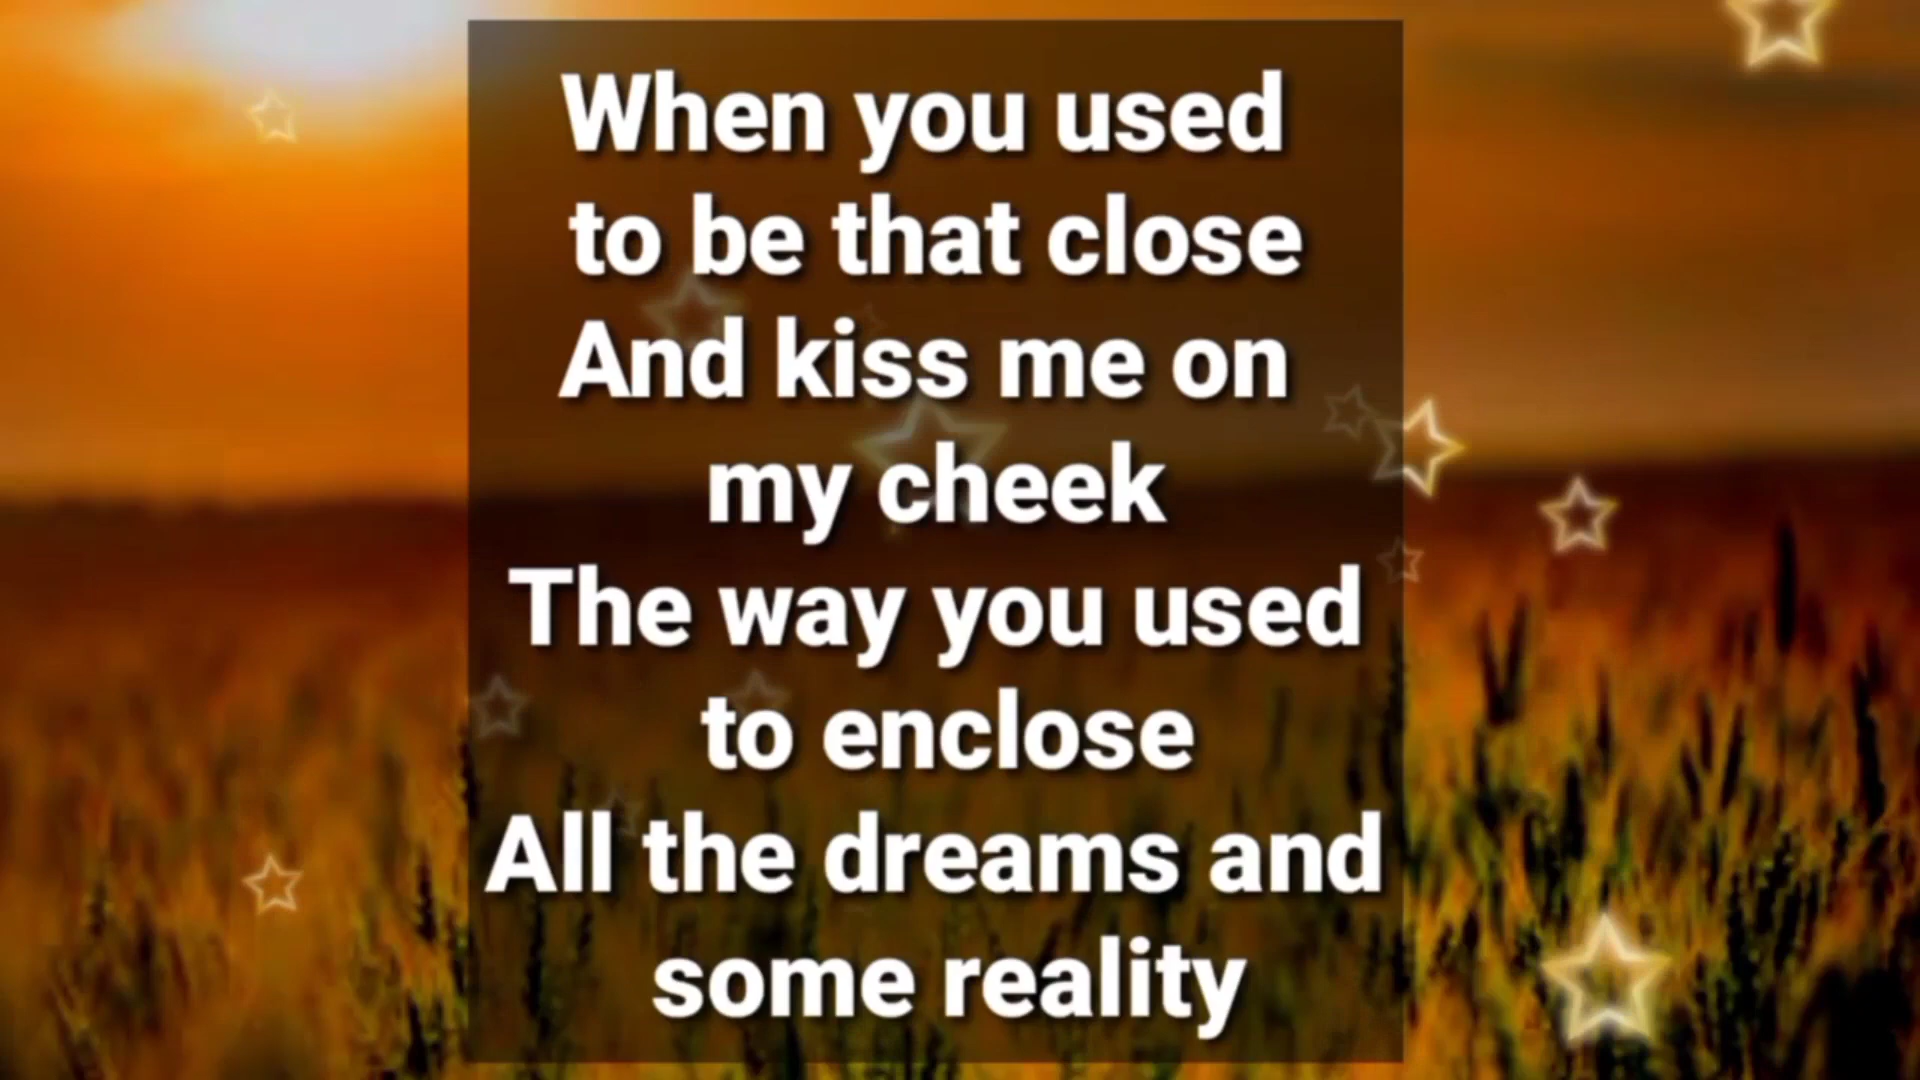 When you used
to be that close
And kiss me on
my cheek
The way you used
to enclose
All the dreams and
some reality